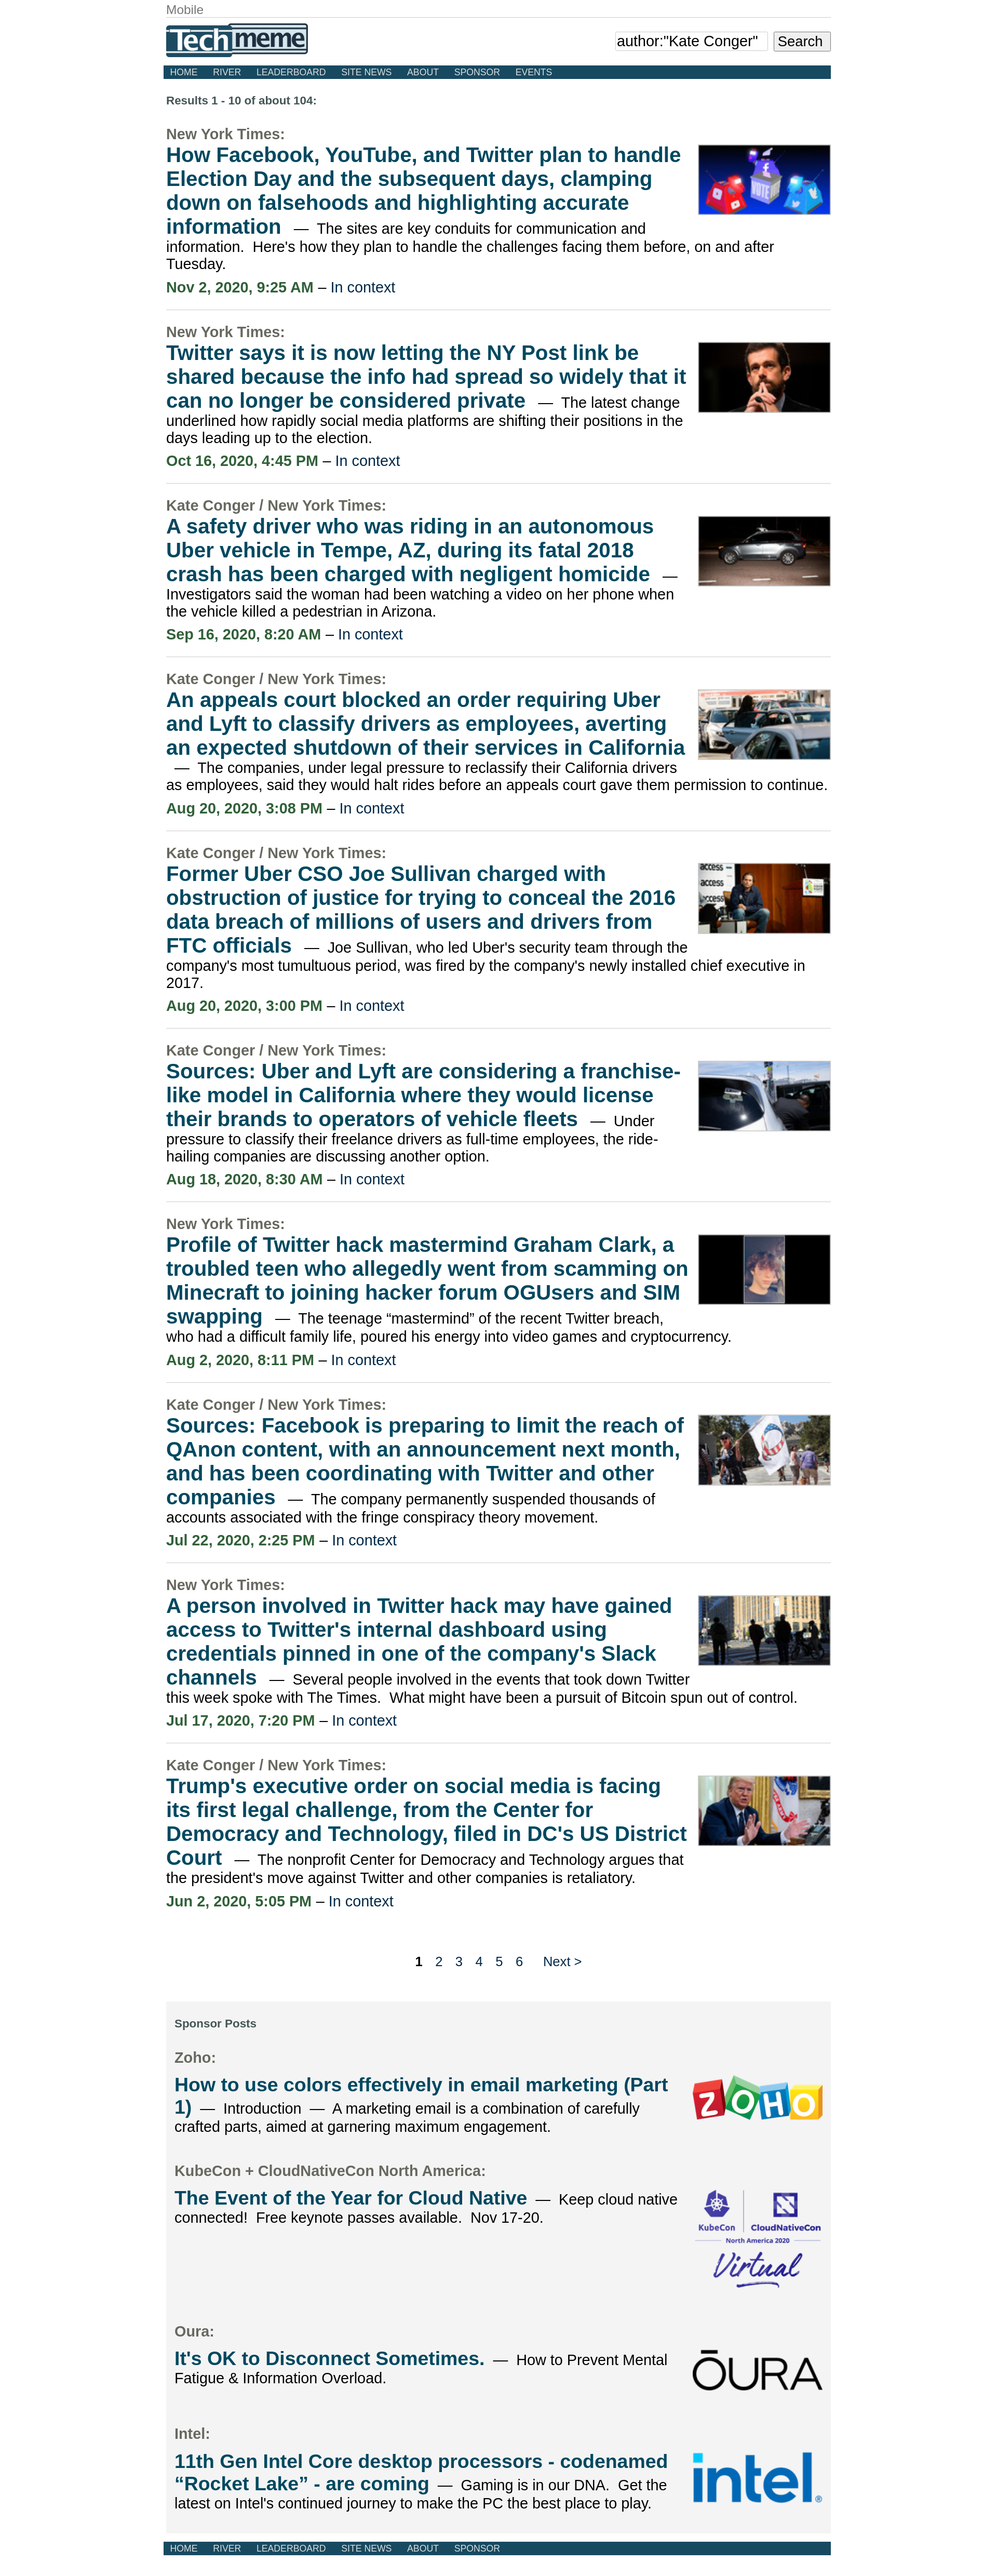 Mobile
Techmeme
author:"Kate Conger"
Search
HOME RIVER LEADERBOARD SITE NEWS ABOUT SPONSOR EVENTS
Results 1 - 10 of about 104:
New York Times:
How Facebook, YouTube, and Twitter plan to handle
Election Day and the subsequent days, clamping
down on falsehoods and highlighting accurate
information — The sites are key conduits for communication and
information. Here's how they plan to handle the challenges facing them before, on and after
Tuesday.
Nov 2, 2020, 9:25 AM – In context
VOTE
New York Times:
Twitter says it is now letting the NY Post link be
shared because the info had spread so widely that it
can no longer be considered private — The latest change
underlined how rapidly social media platforms are shifting their positions in the
days leading up to the election.
Oct 16, 2020, 4:45 PM – In context
Kate Conger / New York Times:
A safety driver who was riding in an autonomous
Uber vehicle in Tempe, AZ, during its fatal 2018
crash has been charged with negligent homicide —
Investigators said the woman had been watching a video on her phone when
the vehicle killed a pedestrian in Arizona.
Sep 16, 2020, 8:20 AM – In context
Kate Conger / New York Times:
An appeals court blocked an order requiring Uber
and Lyft to classify drivers as employees, averting
an expected shutdown of their services in California
— The companies, under legal pressure to reclassify their California drivers
as employees, said they would halt rides before an appeals court gave them permission to continue.
Aug 20, 2020, 3:08 PM – In context
Kate Conger / New York Times:
Former Uber CSO Joe Sullivan charged with
obstruction of justice for trying to conceal the 2016
data breach of millions of users and drivers from
FTC officials — Joe Sullivan, who led Uber's security team through the
company's most tumultuous period, was fired by the company's newly installed chief executive in
2017.
Aug 20, 2020, 3:00 PM – In context
access
access
access
Kate Conger / New York Times:
Sources: Uber and Lyft are considering a franchise-
like model in California where they would license
their brands to operators of vehicle fleets — Under
pressure to classify their freelance drivers as full-time employees, the ride-
hailing companies are discussing another option.
Aug 18, 2020, 8:30 AM – In context
New York Times:
Profile of Twitter hack mastermind Graham Clark, a
troubled teen who allegedly went from scamming on
Minecraft to joining hacker forum OGUsers and SIM
swapping — The teenage “mastermind” of the recent Twitter breach,
who had a difficult family life, poured his energy into video games and cryptocurrency.
Aug 2, 2020, 8:11 PM – In context
Kate Conger / New York Times:
Sources: Facebook is preparing to limit the reach of
QAnon content, with an announcement next month,
and has been coordinating with Twitter and other
companies — The company permanently suspended thousands of
accounts associated with the fringe conspiracy theory movement.
Jul 22, 2020, 2:25 PM – In context
New York Times:
A person involved in Twitter hack may have gained
access to Twitter's internal dashboard using
credentials pinned in one of the company's Slack
channels — Several people involved in the events that took down Twitter
this week spoke with The Times. What might have been a pursuit of Bitcoin spun out of control.
Jul 17, 2020, 7:20 PM – In context
Kate Conger / New York Times:
Trump's executive order on social media is facing
its first legal challenge, from the Center for
Democracy and Technology, filed in DC's US District
Court — The nonprofit Center for Democracy and Technology argues that
the president's move against Twitter and other companies is retaliatory.
Jun 2, 2020, 5:05 PM – In context
1 2 3 4 5 6 Next >
Sponsor Posts
Zoho:
How to use colors effectively in email marketing (Part
1) — Introduction — A marketing email is a combination of carefully
crafted parts, aimed at garnering maximum engagement.
ZOHO
KubeCon + CloudNativeCon North America:
The Event of the Year for Cloud Native — Keep cloud native
connected! Free keynote passes available. Nov 17-20.
KubeCon CloudNativeCon
North America 2020
Virtual
Oura:
It's OK to Disconnect Sometimes. — How to Prevent Mental
Fatigue & Information Overload.
ŌURA
Intel:
11th Gen Intel Core desktop processors - codenamed
“Rocket Lake” - are coming — Gaming is in our DNA. Get the
latest on Intel's continued journey to make the PC the best place to play.
intel®
HOME RIVER LEADERBOARD SITE NEWS ABOUT SPONSOR